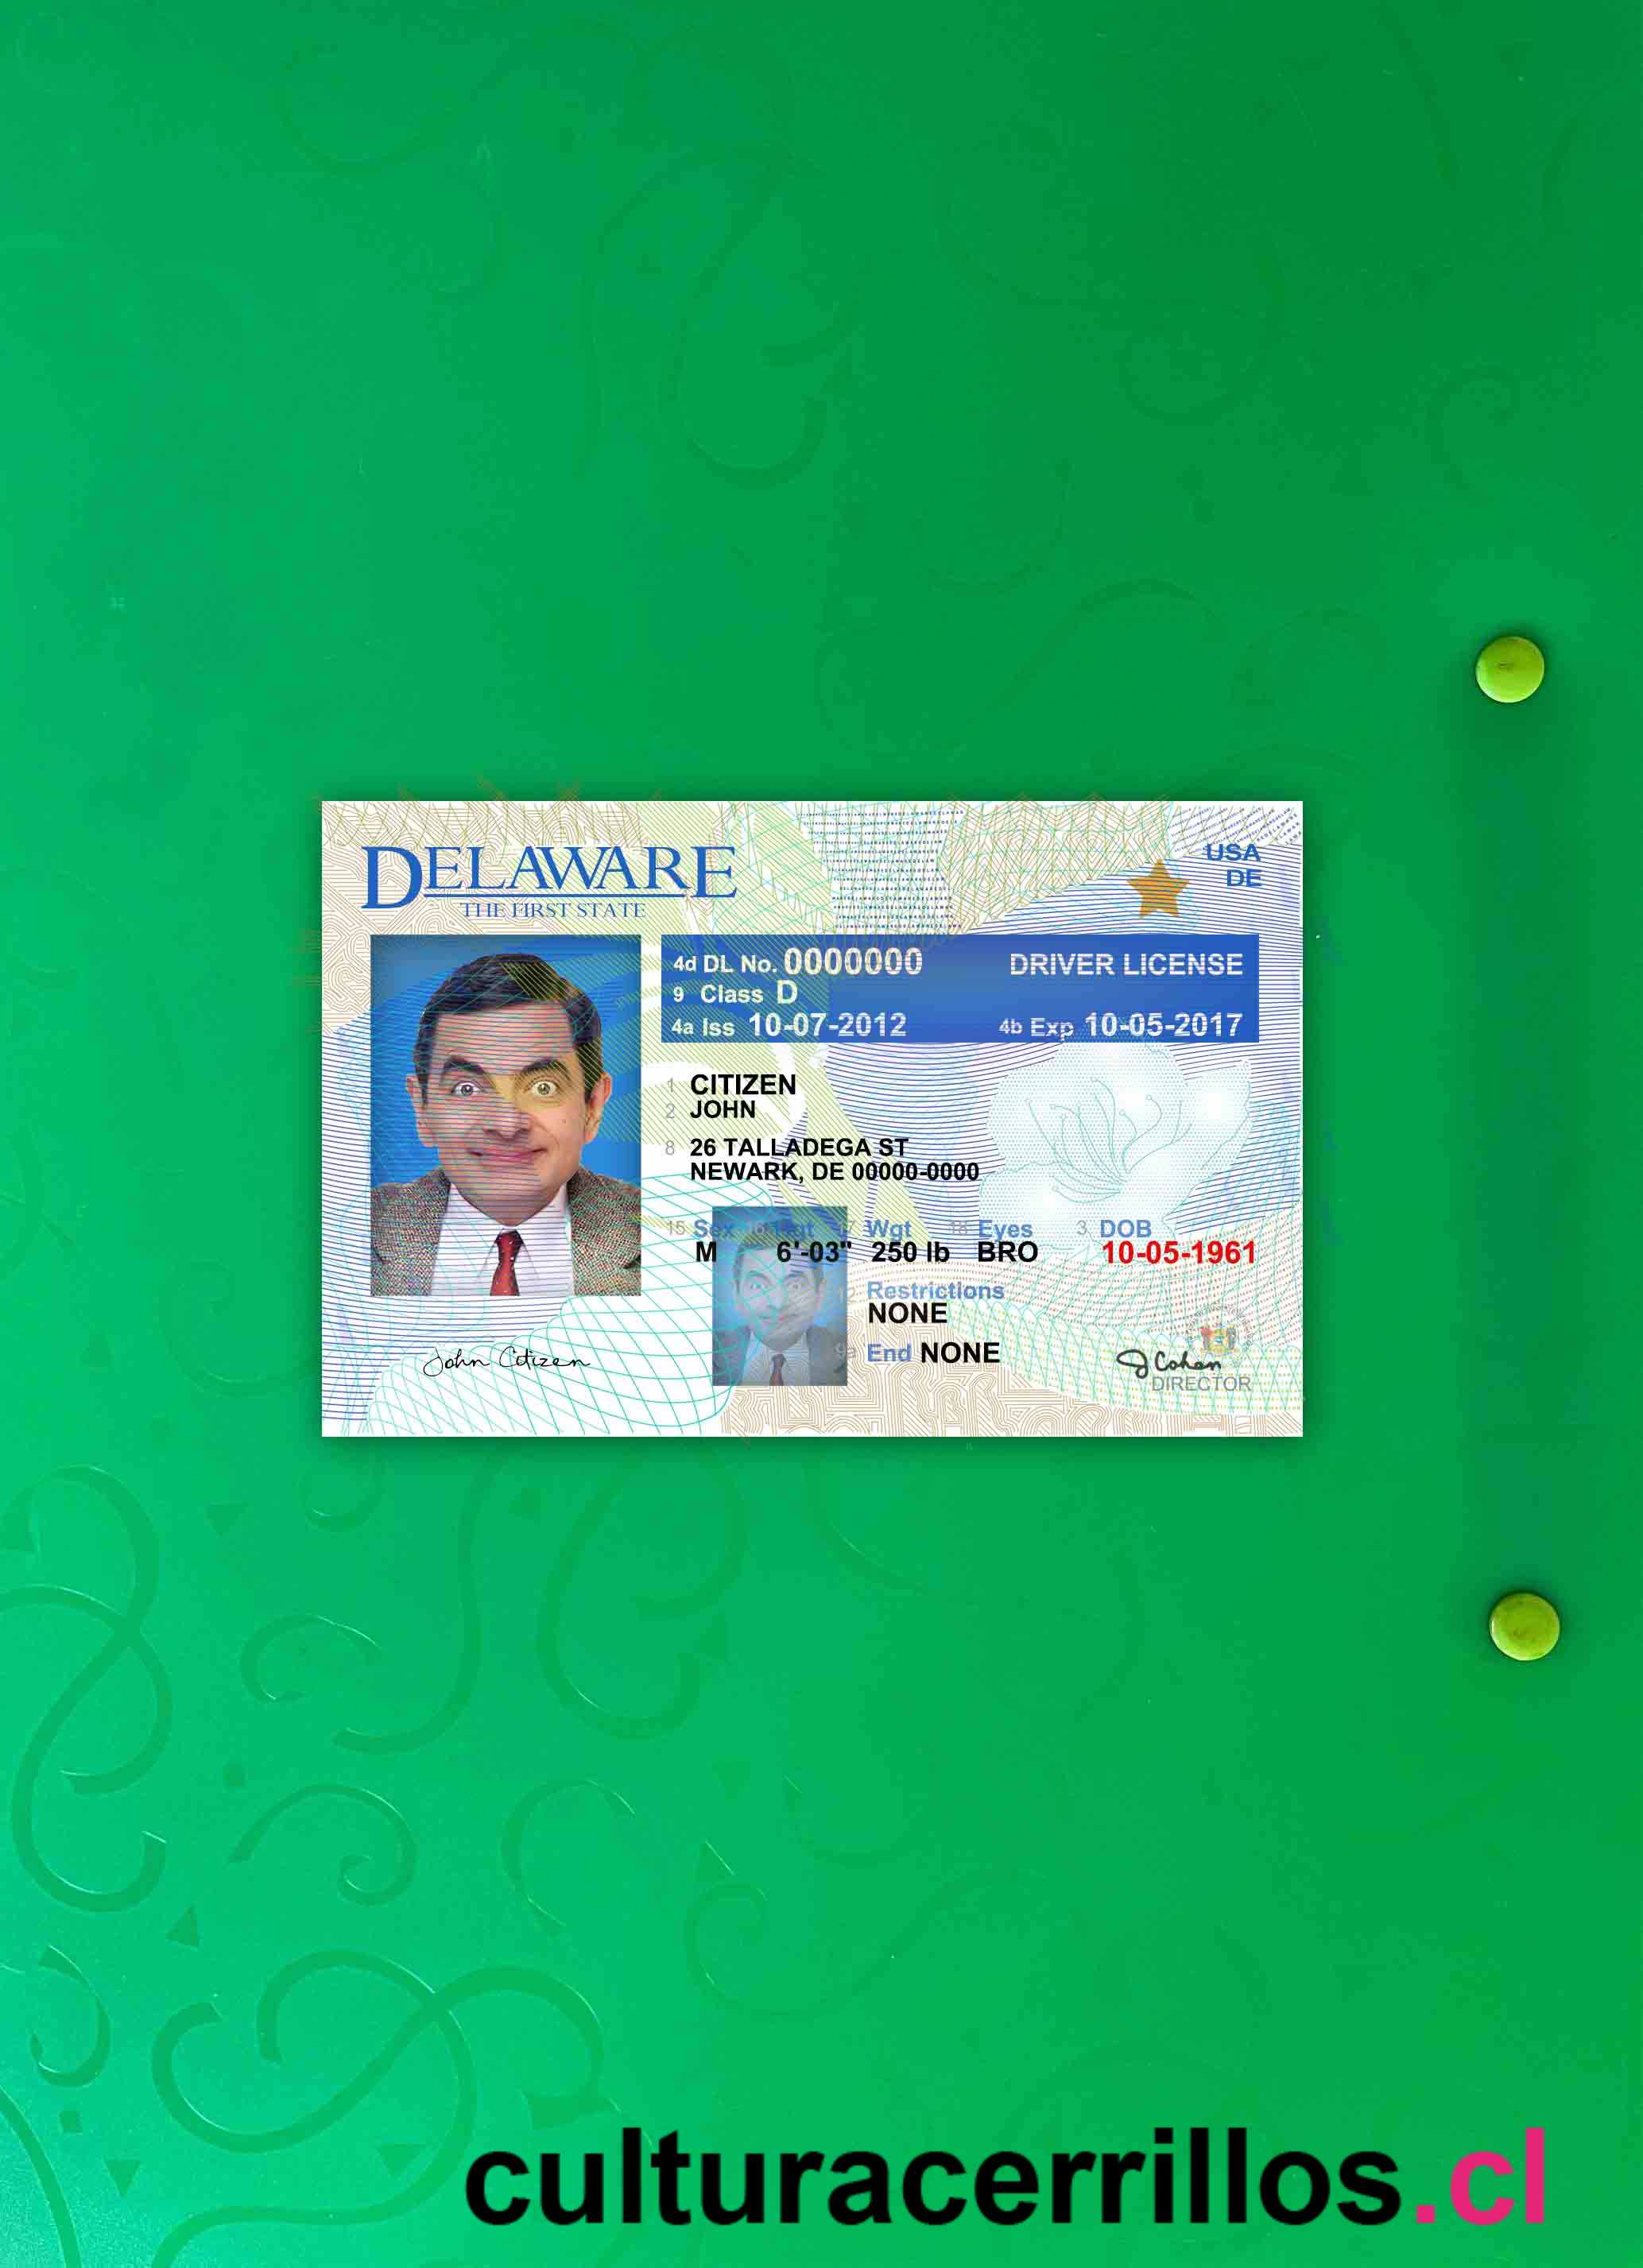 DELAWARE
THE FIRST STATE
USA
DE
4d DL No. 0000000 DRIVER LICENSE
9 Class D
4a Iss 10-07-2012 4b Exp 10-05-2017
1 CITIZEN
2 JOHN
8 26 TALLADEGA ST
NEWARK, DE 00000-0000
15 Sex 16 Hgt 17 Wgt 18 Eyes 3 DOB
M 6'-03" 250 lb BRO 10-05-1961
Restrictions
NONE
9a End NONE
John Citizen
J Cohan
DIRECTOR
culturacerrillos.cl